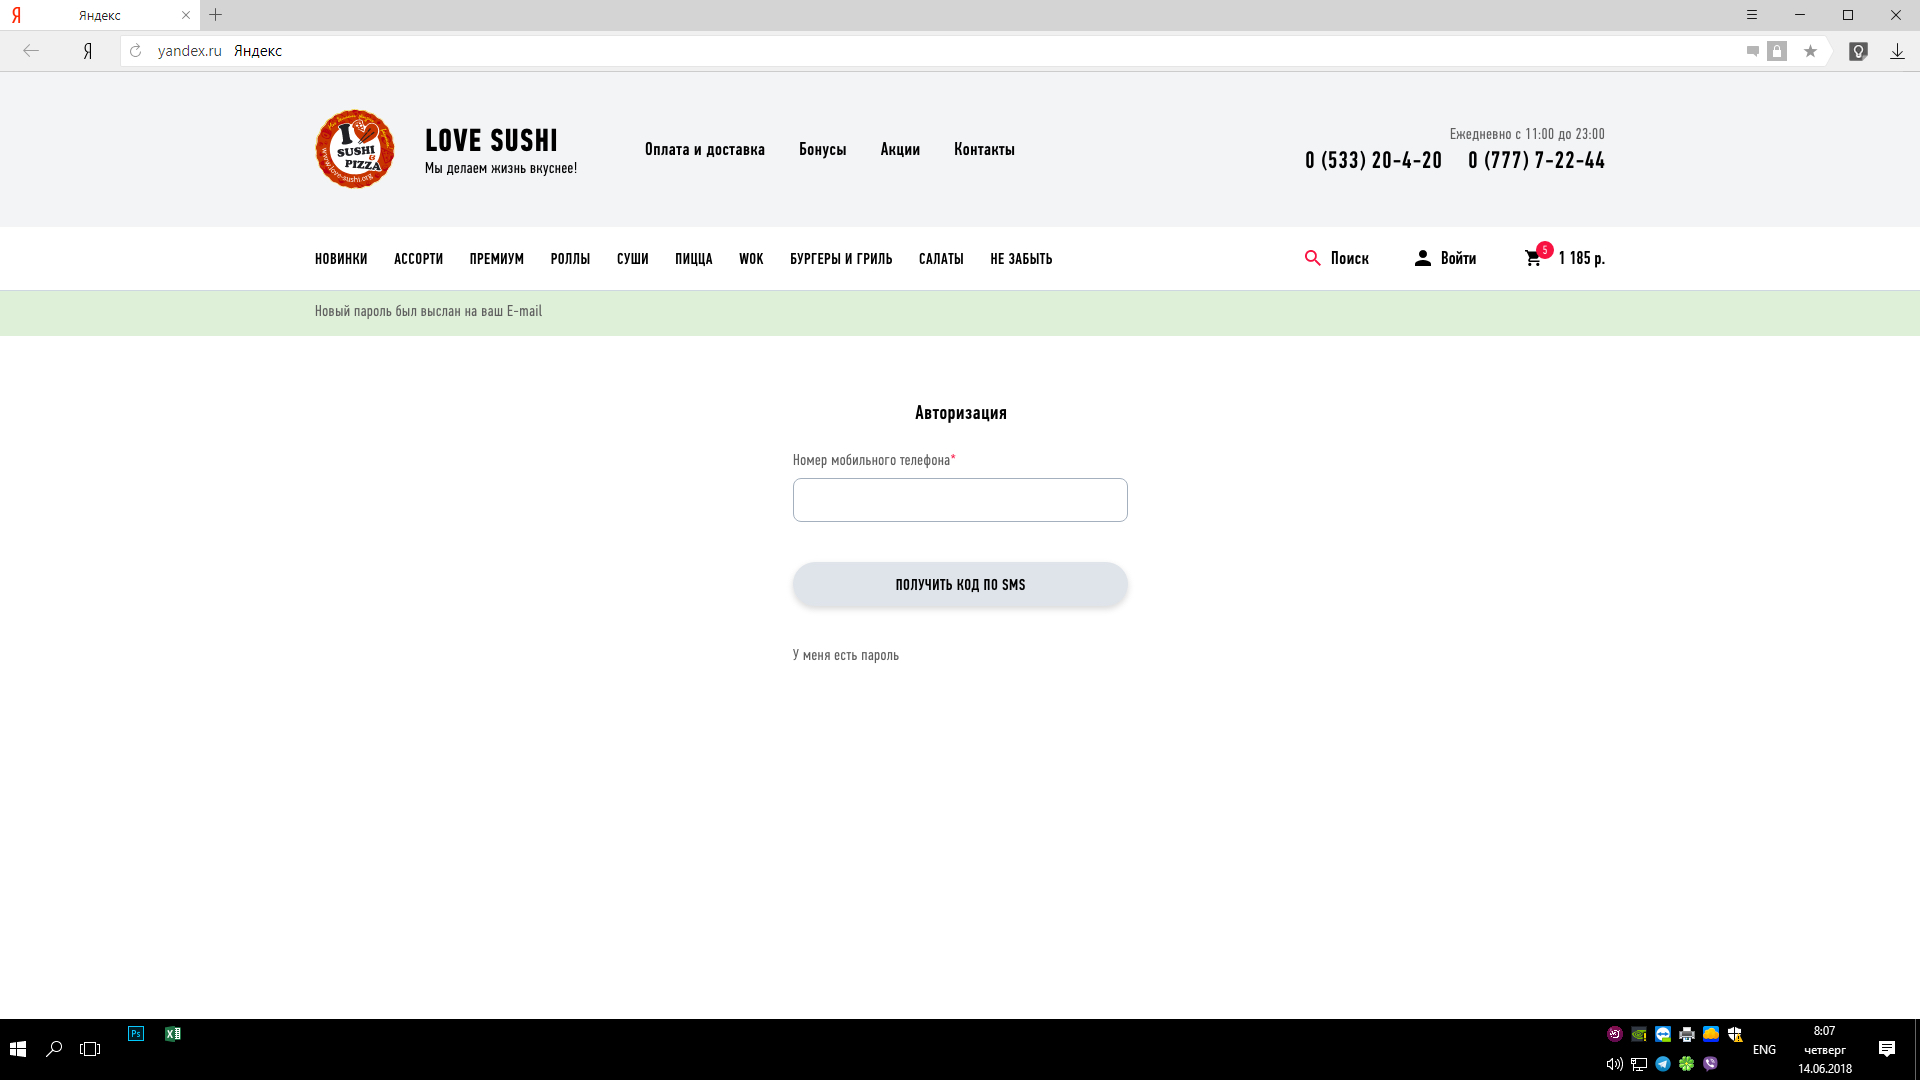 Яндекс
Я
yandex.ru Яндекс
I
SUSHI
&
PIZZA
www.love-sushi.org
LOVE SUSHI
Мы делаем жизнь вкуснее!
Оплата и доставка Бонусы Акции Контакты
Ежедневно с 11:00 до 23:00
0 (533) 20-4-20 0 (777) 7-22-44
НОВИНКИ АССОРТИ ПРЕМИУМ РОЛЛЫ СУШИ ПИЦЦА WOK БУРГЕРЫ И ГРИЛЬ САЛАТЫ НЕ ЗАБЫТЬ
Поиск Войти 5 1 185 р.
Новый пароль был выслан на ваш E-mail
Авторизация
Номер мобильного телефона*
ПОЛУЧИТЬ КОД ПО SMS
У меня есть пароль
Ps
8:07
ENG четверг
14.06.2018